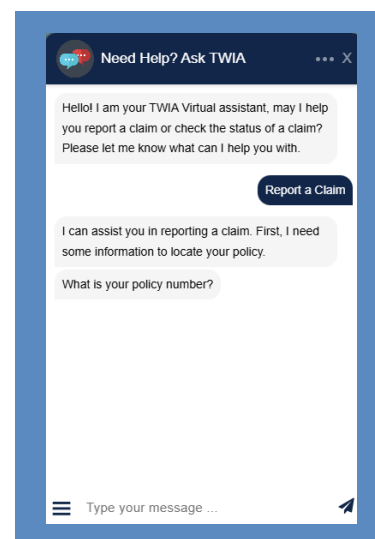 Need Help? Ask TWIA
X
Hello! I am your TWIA Virtual assistant, may I help
you report a claim or check the status of a claim?
Please let me know what can I help you with.
Report a Claim
I can assist you in reporting a claim. First, I need
some information to locate your policy.
What is your policy number?
Type your message ...